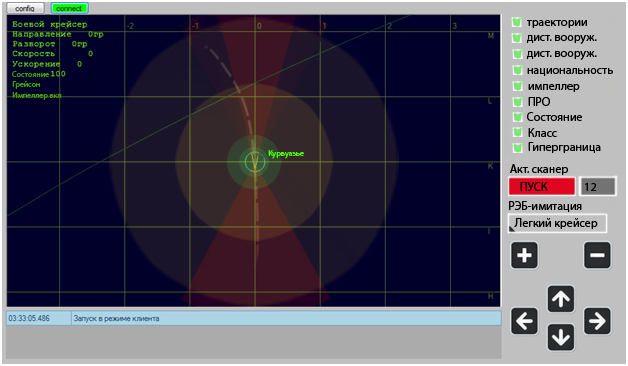 config connect
Боевой крейсер
Направление 0гр
Разворот 0гр
Скорость 0
Ускорение 0
Состояние 100
Грейсон
Импеллер вкл
-2 -1 0 1 2 3
M
L
K
I
H
Курвуазье
03:33:05.486 Запуск в режиме клиента
траектории
дист. вооруж.
дист. вооруж.
национальность
импеллер
ПРО
Состояние
Класс
Гиперграница
Акт. сканер
ПУСК 12
РЭБ-имитация
Легкий крейсер